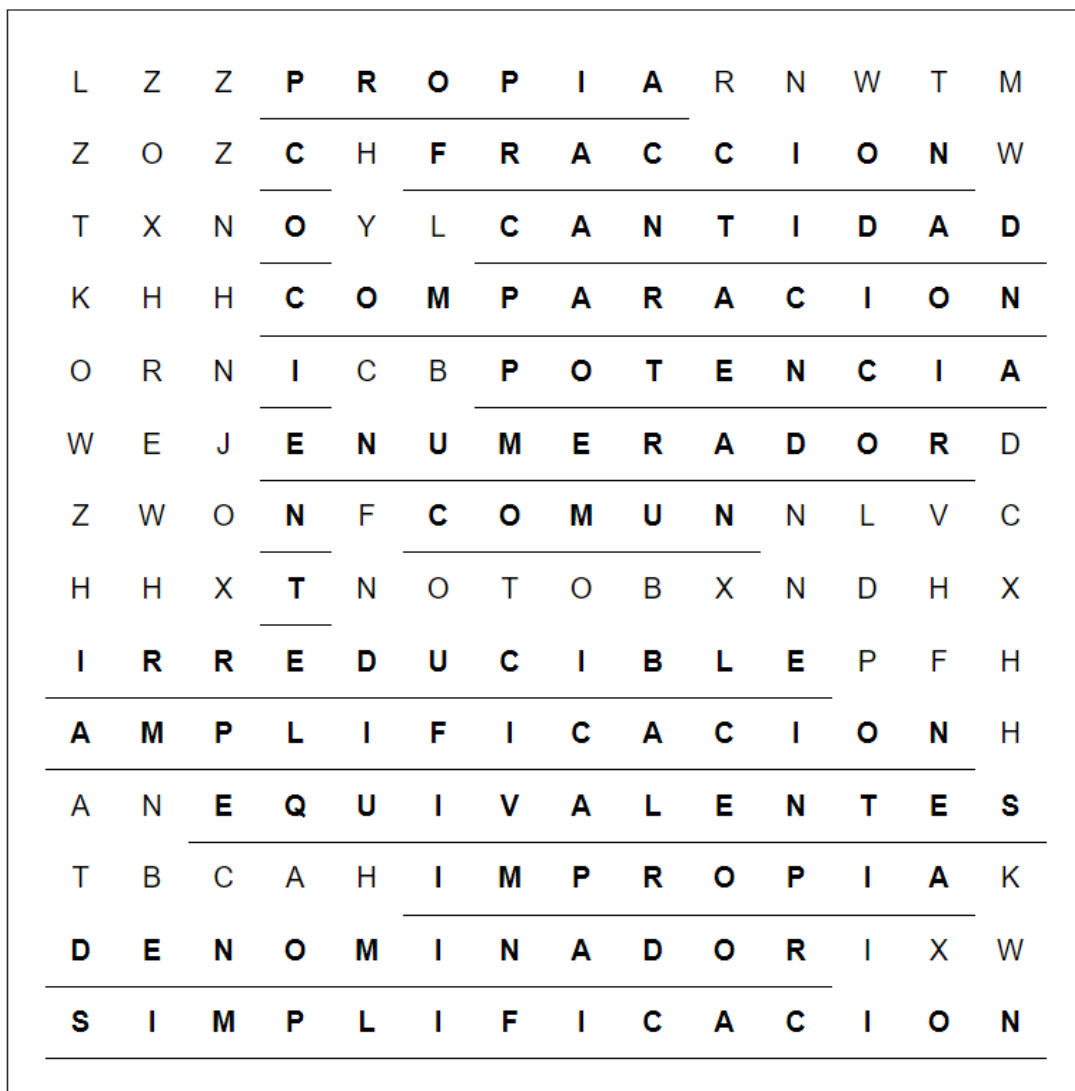 L Z Z P R O P I A R N W T M
Z O Z C H F R A C C I O N W
T X N O Y L C A N T I D A D
K H H C O M P A R A C I O N
O R N I C B P O T E N C I A
W E J E N U M E R A D O R D
Z W O N F C O M U N N L V C
H H X T N O T O B X N D H X
I R R E D U C I B L E P F H
A M P L I F I C A C I O N H
A N E Q U I V A L E N T E S
T B C A H I M P R O P I A K
D E N O M I N A D O R I X W
S I M P L I F I C A C I O N